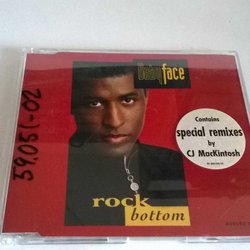 Babyface
59.051-02
Contains
special remixes
by
CJ MacKintosh
rock
bottom